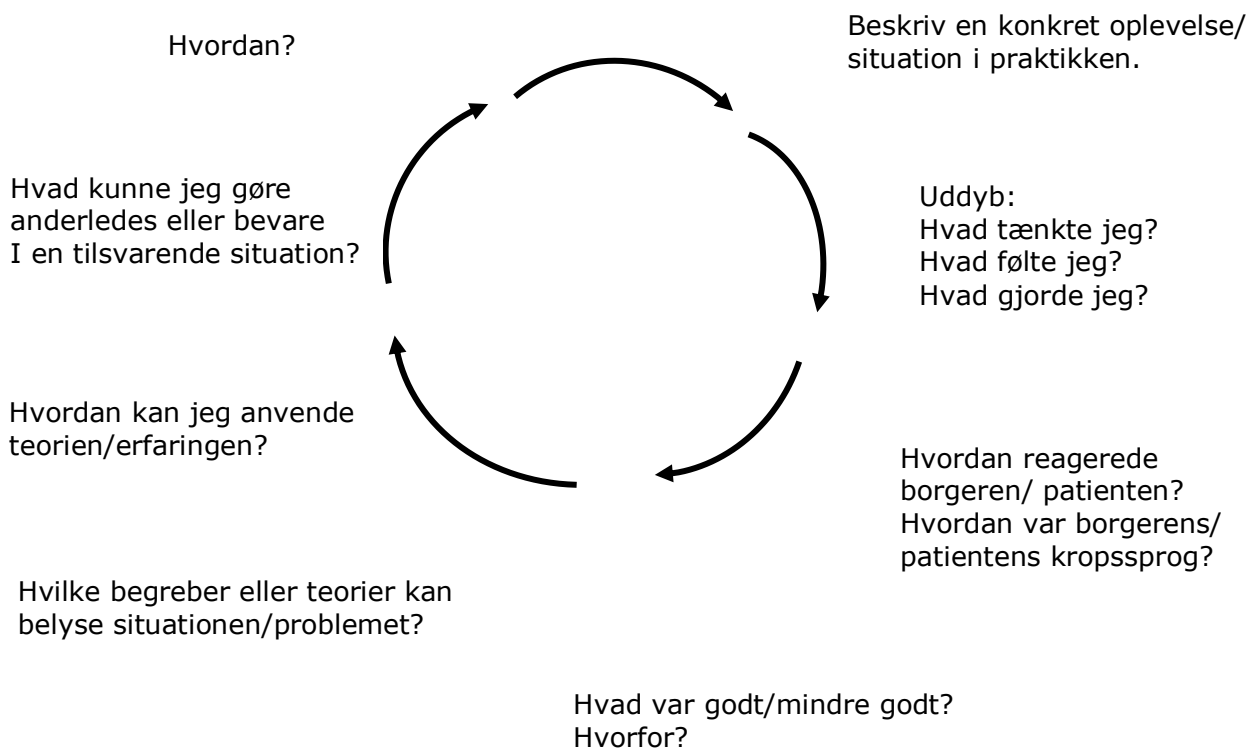 Hvordan?
Beskriv en konkret oplevelse/
situation i praktikken.
Uddyb:
Hvad tænkte jeg?
Hvad følte jeg?
Hvad gjorde jeg?
Hvordan reagerede
borgeren/ patienten?
Hvordan var borgerens/
patientens kropssprog?
Hvad var godt/mindre godt?
Hvorfor?
Hvilke begreber eller teorier kan
belyse situationen/problemet?
Hvordan kan jeg anvende
teorien/erfaringen?
Hvad kunne jeg gøre
anderledes eller bevare
I en tilsvarende situation?